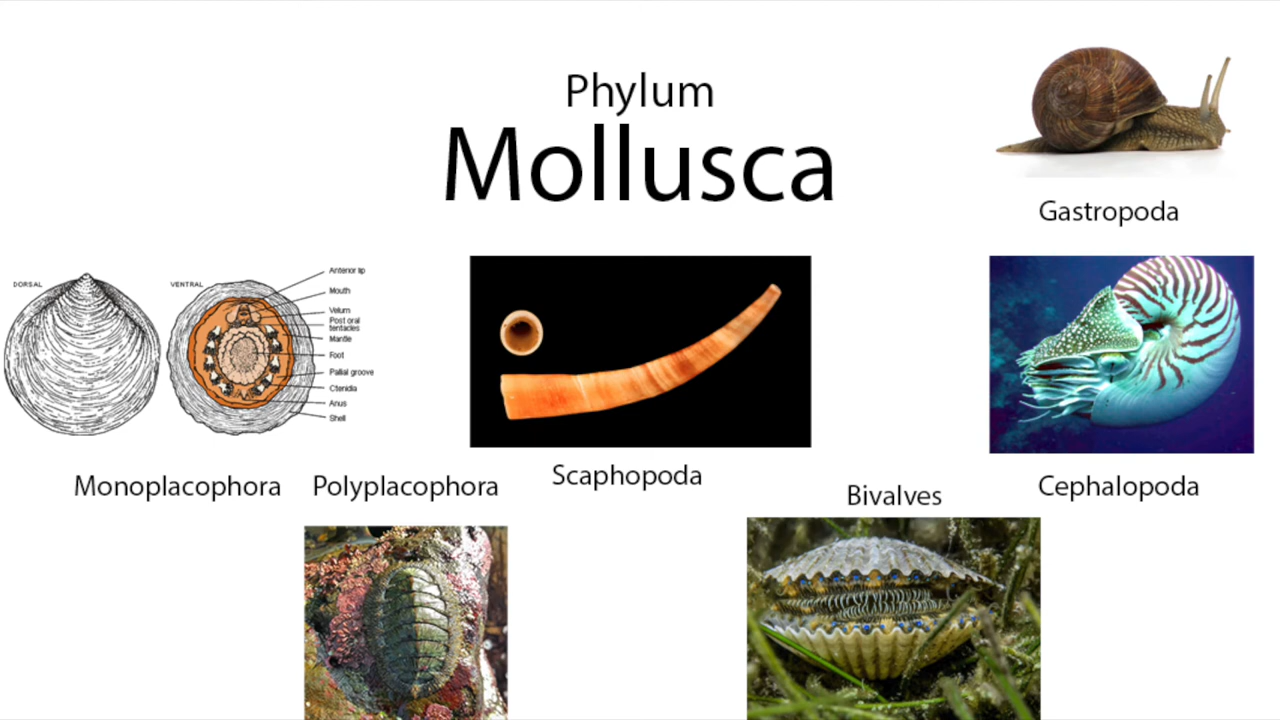 Phylum
Mollusca
Gastropoda
DORSAL
VENTRAL
Anterior lip
Mouth
Velum
Post oral
tentacles
Mantle
Foot
Pallial groove
Ctenidia
Anus
Shell
Monoplacophora
Polyplacophora
Scaphopoda
Bivalves
Cephalopoda